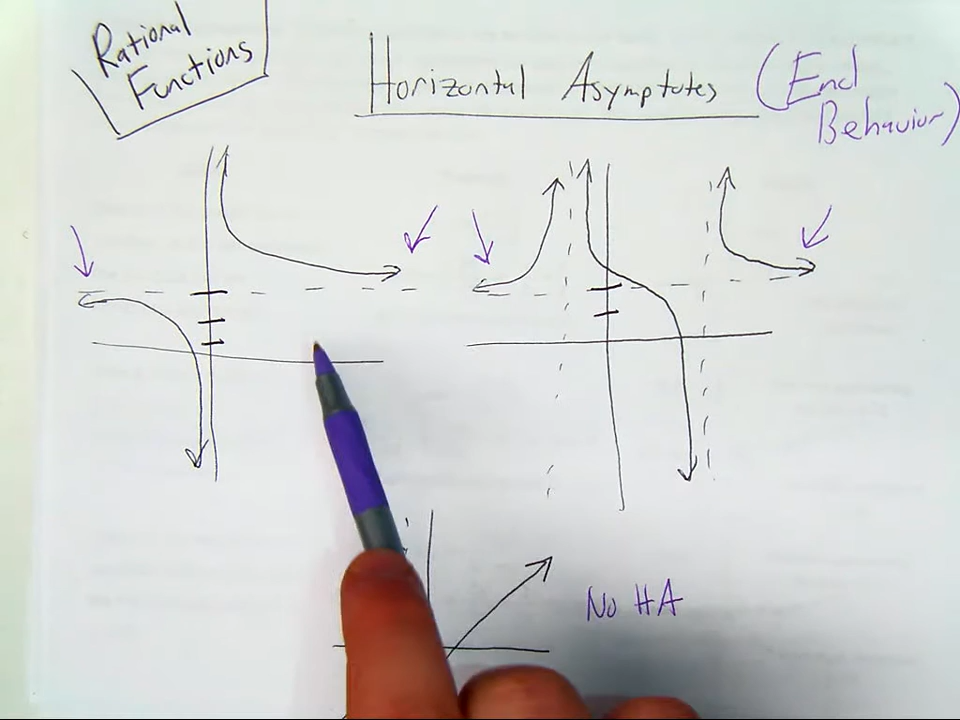 Rational
Functions
Horizontal Asymptotes
(End
Behavior)
No HA